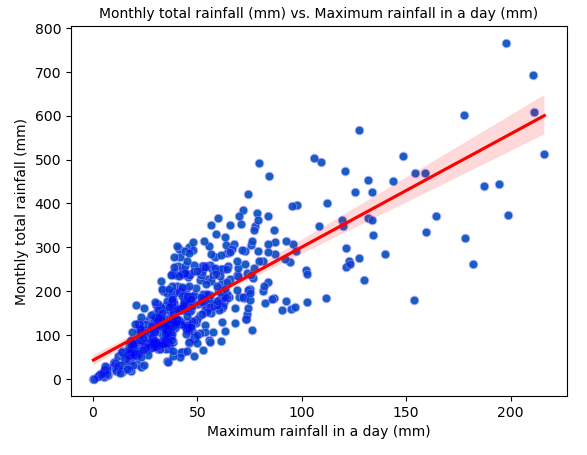 Monthly total rainfall (mm) vs. Maximum rainfall in a day (mm)
800
700
600
500
400
300
200
100
0
Monthly total rainfall (mm)
0 50 100 150 200
Maximum rainfall in a day (mm)